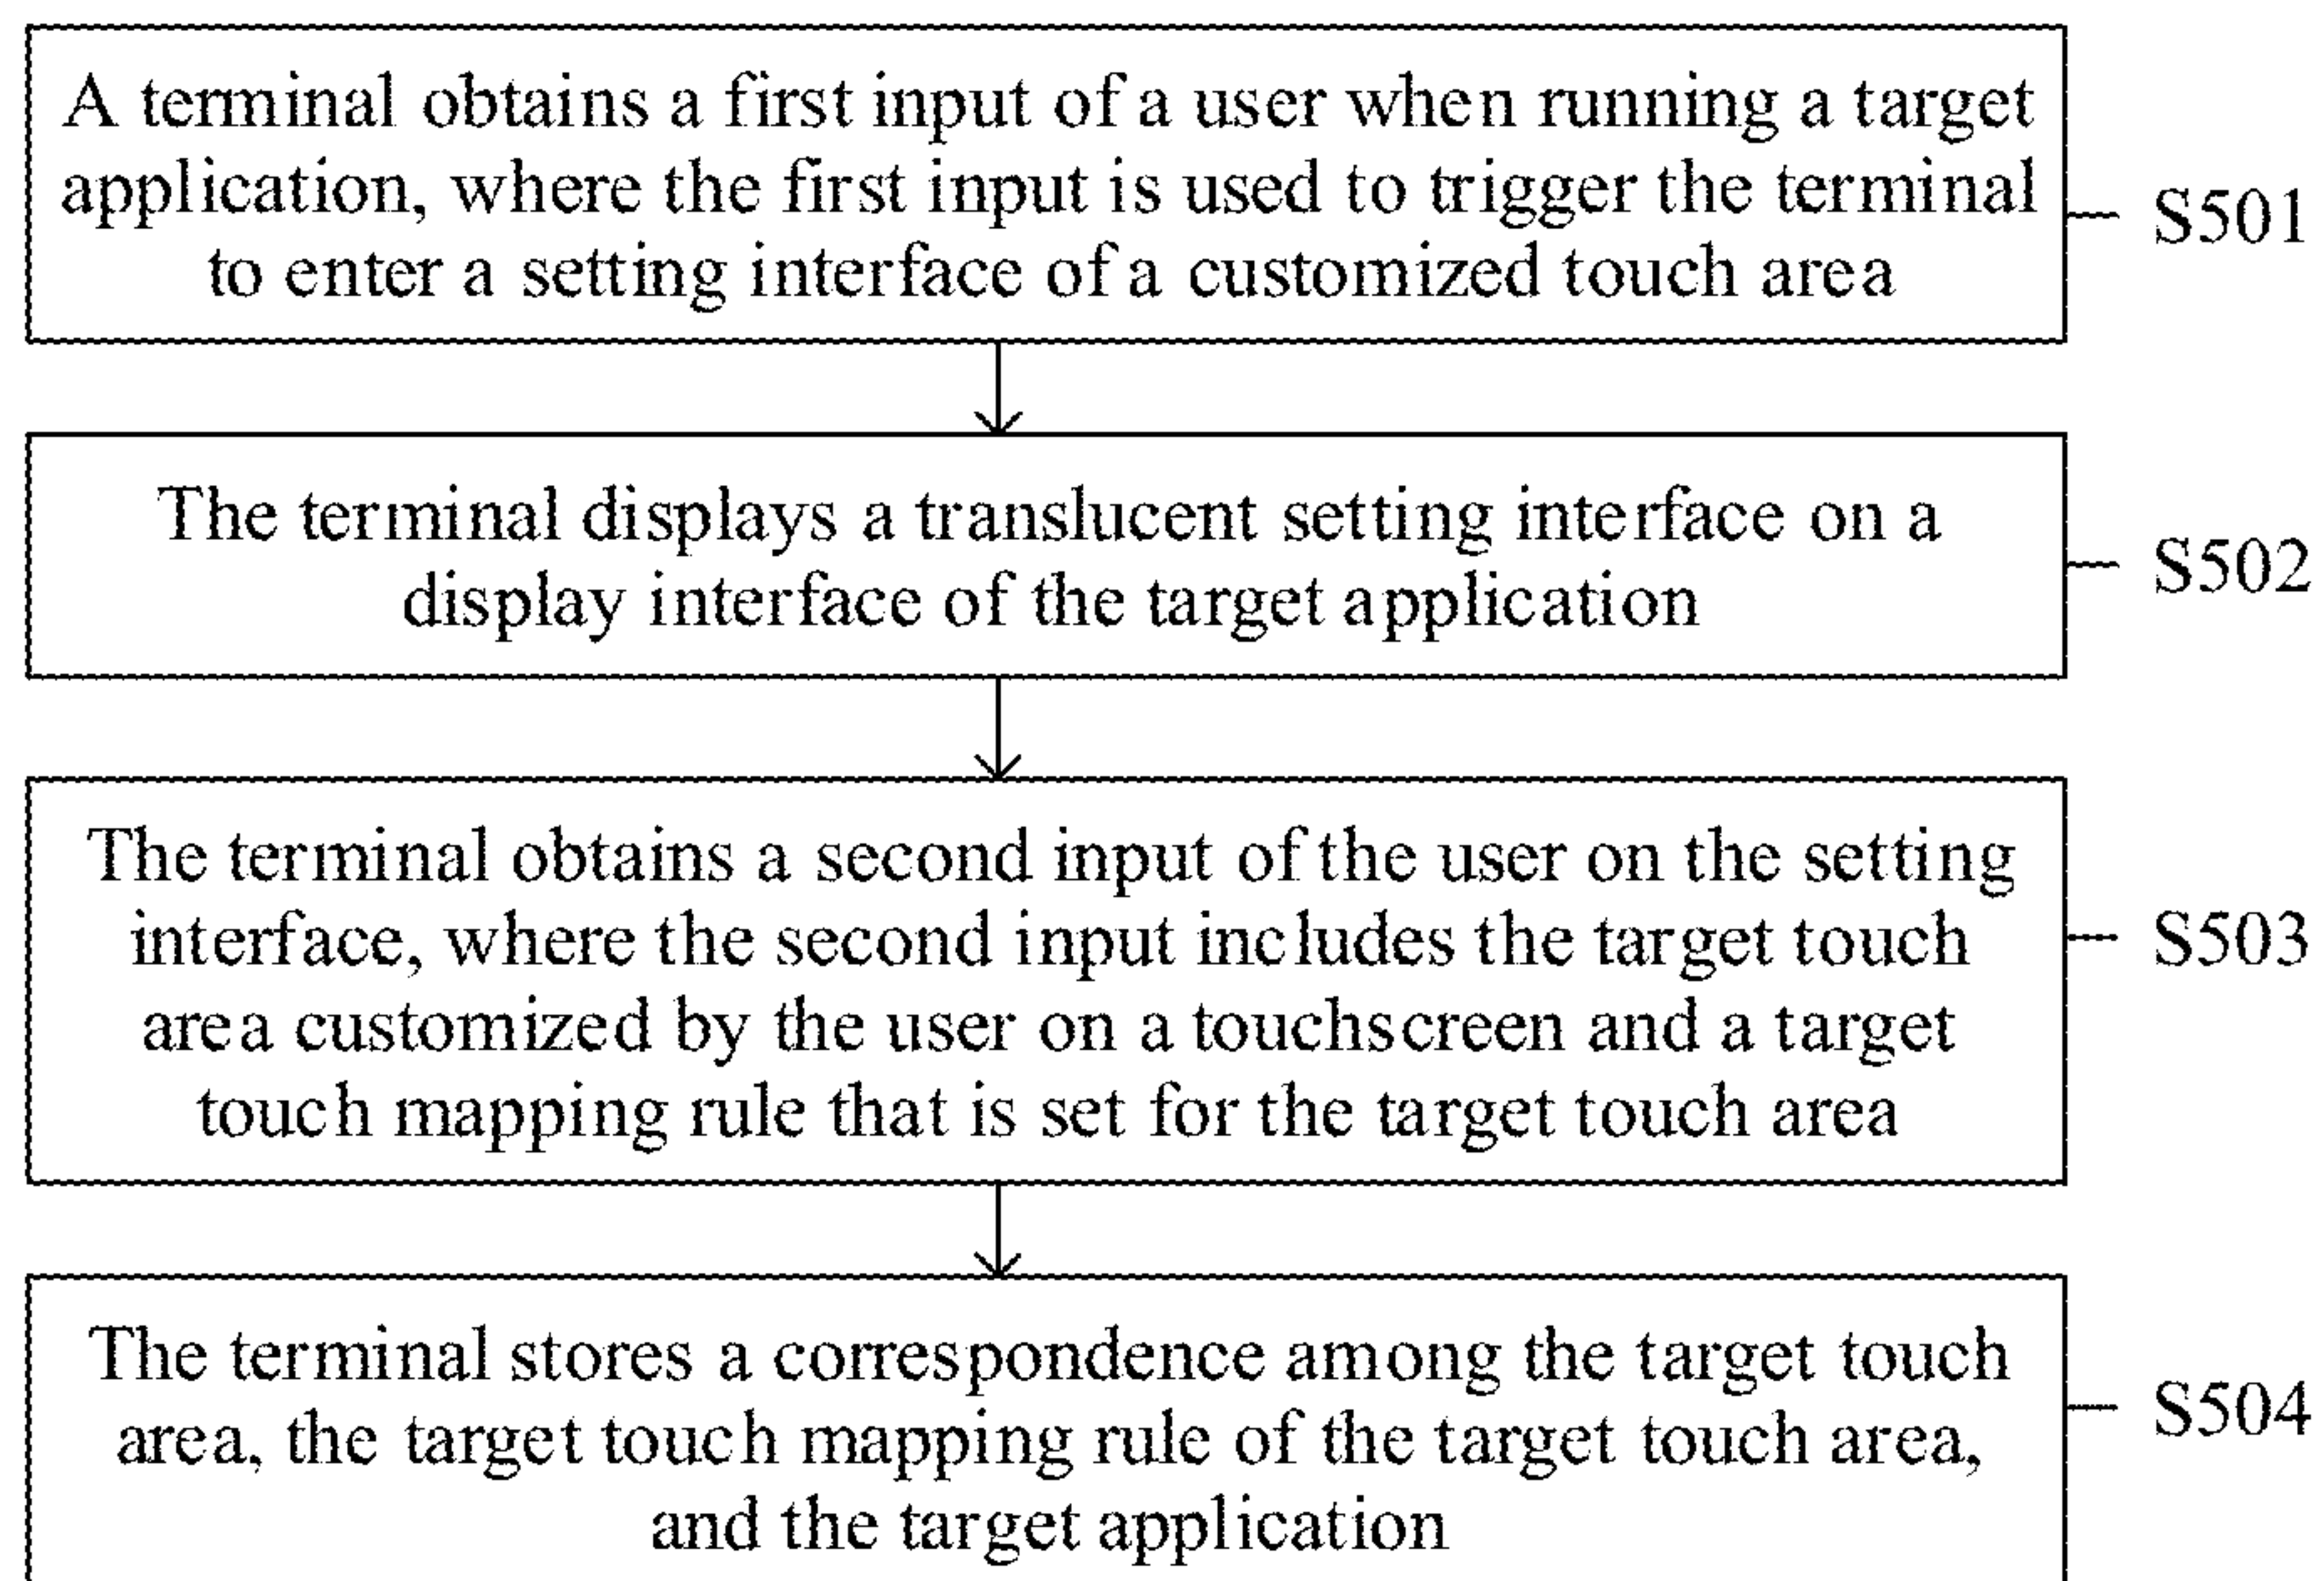 A terminal obtains a first input of a user when running a target
application, where the first input is used to trigger the terminal
to enter a setting interface of a customized touch area
S501
The terminal displays a translucent setting interface on a
display interface of the target application
S502
The terminal obtains a second input of the user on the setting
interface, where the second input includes the target touch
area customized by the user on a touchscreen and a target
touch mapping rule that is set for the target touch area
S503
The terminal stores a correspondence among the target touch
area, the target touch mapping rule of the target touch area,
and the target application
S504